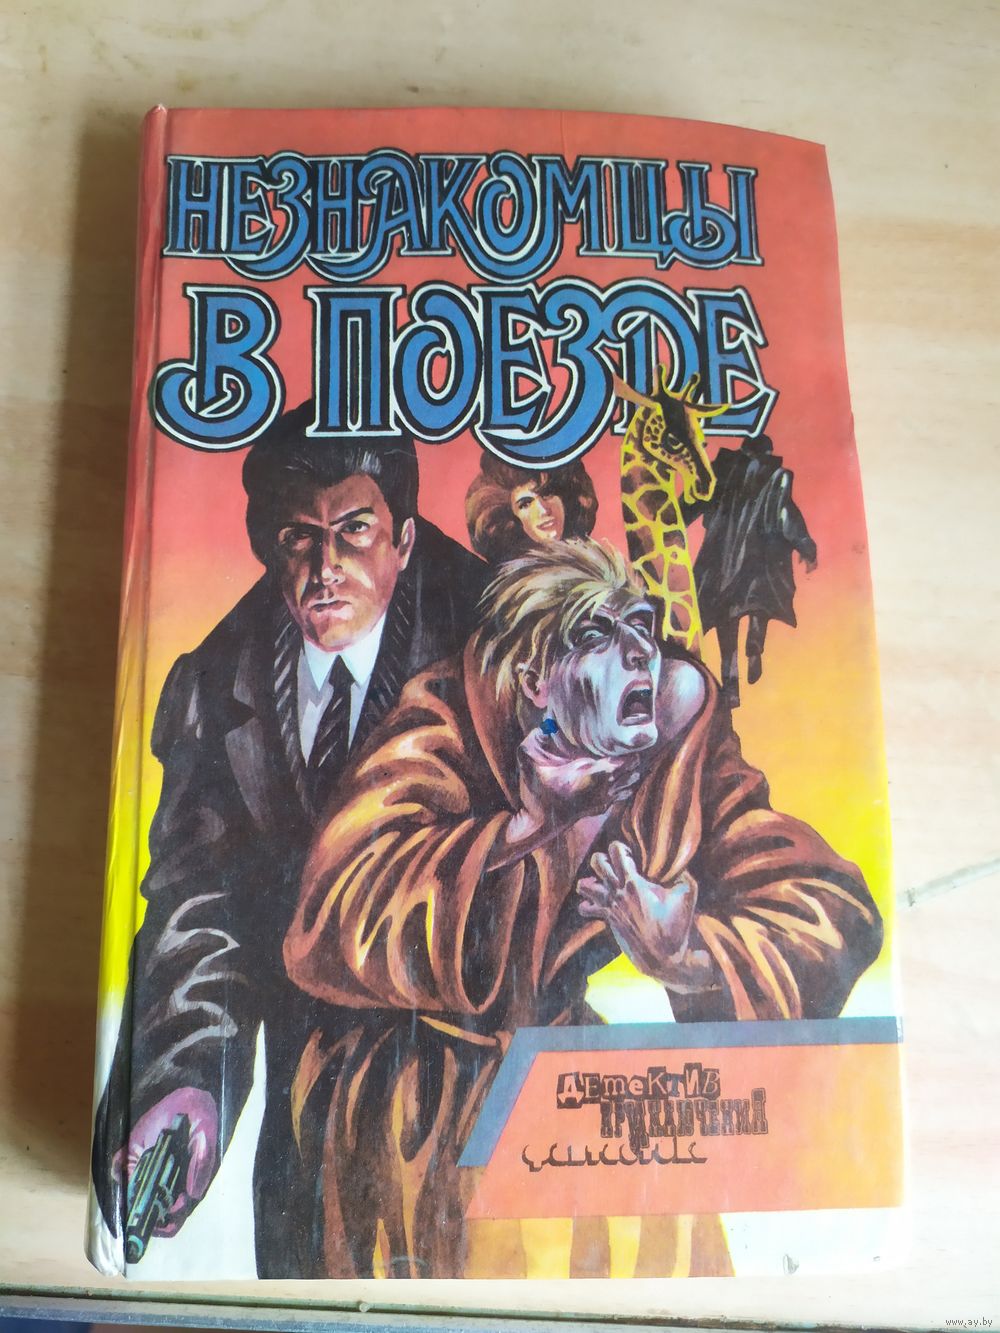 НЕЗНАКОМЦЫ
В ПОЕЗДЕ
ДЕТЕКТИВ
ПРИКЛЮЧЕНИЯ
фантастика
www.ay.by